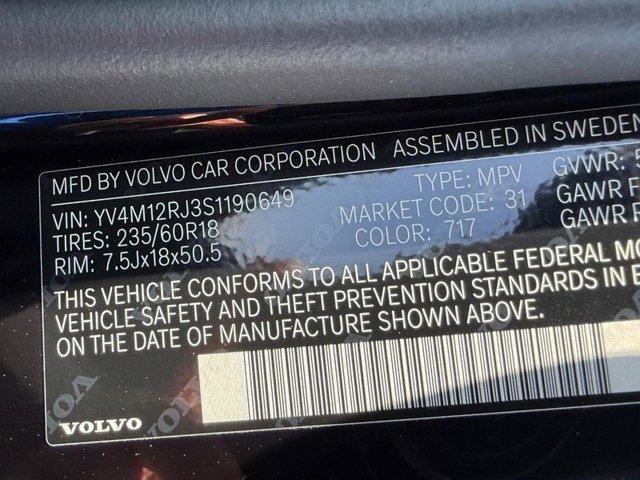 MFD BY VOLVO CAR CORPORATION ASSEMBLED IN SWEDEN
VIN: YV4M12RJ3S1190649 TYPE: MPV GVWR: 5
TIRES: 235/60R18 MARKET CODE: 31 GAWR F
RIM: 7.5Jx18x50.5 COLOR: 717 GAWR
THIS VEHICLE CONFORMS TO ALL APPLICABLE FEDERAL MO
VEHICLE SAFETY AND THEFT PREVENTION STANDARDS IN E
ON THE DATE OF MANUFACTURE SHOWN ABOVE.
VOLVO